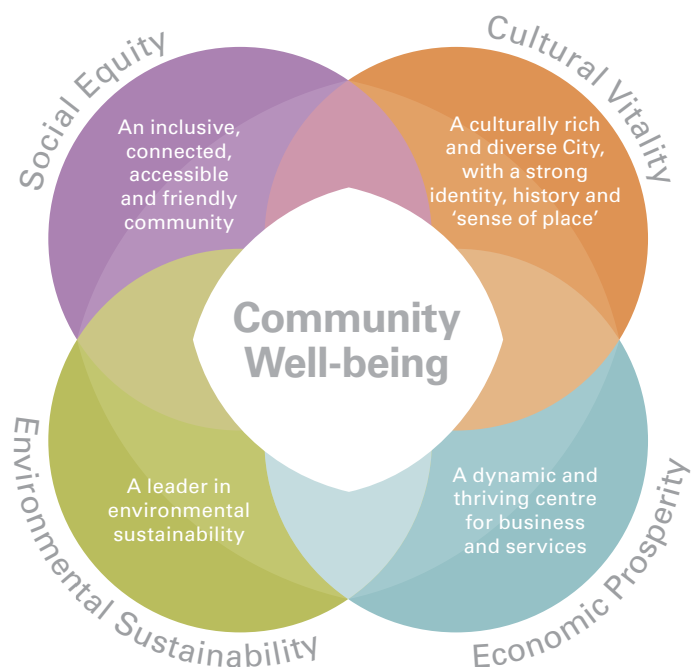 Social Equity
An inclusive,
connected,
accessible
and friendly
community
Cultural Vitality
A culturally rich
and diverse City,
with a strong
identity, history and
‘sense of place’
Community
Well-being
Environmental Sustainability
A leader in
environmental
sustainability
Economic Prosperity
A dynamic and
thriving centre
for business
and services